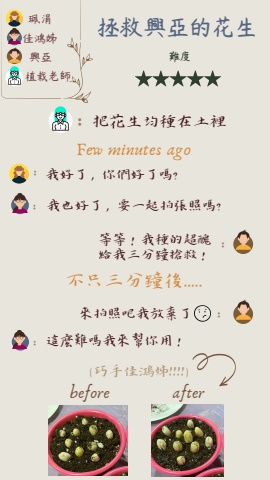 珮涓
佳鴻姊
興亞
植栽老師
拯救興亞的花生
難度
★★★★★
：把花生均種在土裡
Few minutes ago
：我好了，你們好了嗎?
：我也好了，要一起拍張照嗎?
等等！我種的超醜
給我三分鐘搶救！：
不只三分鐘後.....
來拍照吧我放棄了 ：
：這麼難嗎我來幫你用！
(巧手佳鴻姊!!!!)
before
after